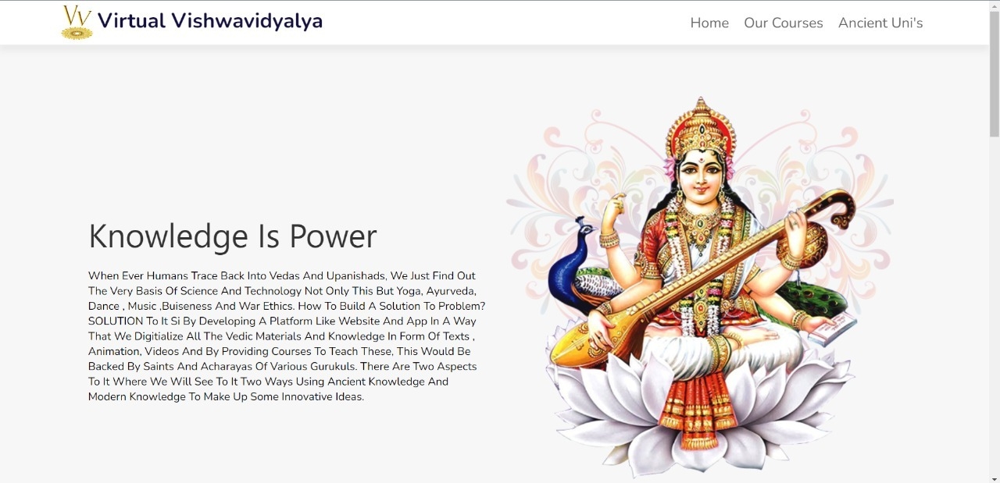 VV Virtual Vishwavidyalya
Home Our Courses Ancient Uni's
Knowledge Is Power
When Ever Humans Trace Back Into Vedas And Upanishads, We Just Find Out
The Very Basis Of Science And Technology Not Only This But Yoga, Ayurveda,
Dance , Music ,Buiseness And War Ethics. How To Build A Solution To Problem?
SOLUTION To It Si By Developing A Platform Like Website And App In A Way
That We Digitialize All The Vedic Materials And Knowledge In Form Of Texts ,
Animation, Videos And By Providing Courses To Teach These, This Would Be
Backed By Saints And Acharayas Of Various Gurukuls. There Are Two Aspects
To It Where We Will See To It Two Ways Using Ancient Knowledge And
Modern Knowledge To Make Up Some Innovative Ideas.